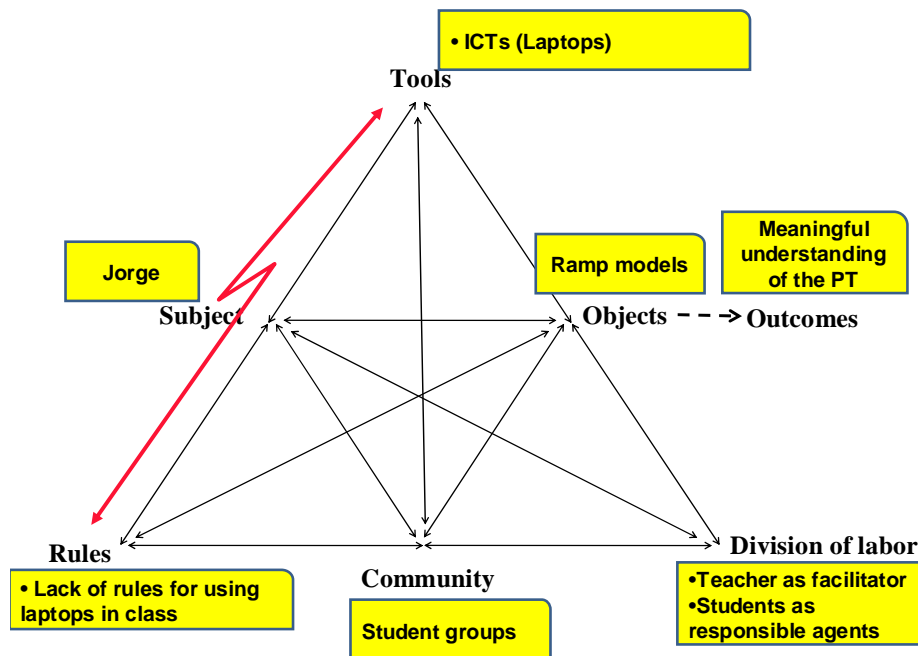 • ICTs (Laptops)
Tools
Jorge
Subject
Ramp models
Objects
Meaningful
understanding
of the PT
Outcomes
Rules
• Lack of rules for using
laptops in class
Community
Student groups
Division of labor
•Teacher as facilitator
•Students as
responsible agents